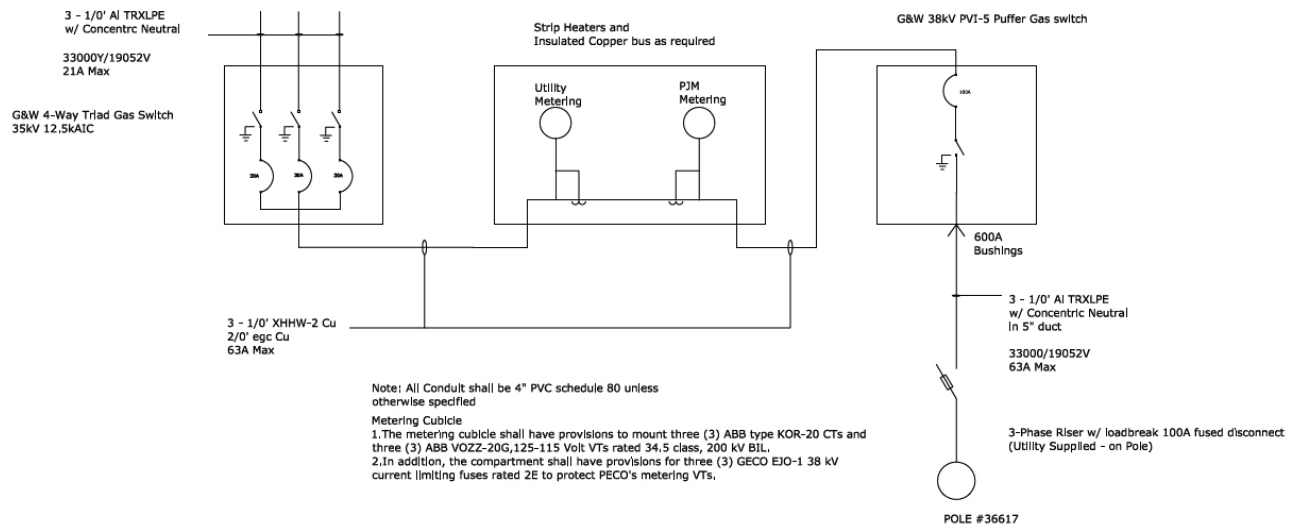 3 - 1/0' Al TRXLPE
w/ Concentrc Neutral
33000Y/19052V
21A Max
G&W 4-Way Triad Gas Switch
35kV 12.5kAIC
30A
30A
30A
Strip Heaters and
Insulated Copper bus as required
Utility
Metering
PJM
Metering
G&W 38kV PVI-5 Puffer Gas switch
100A
600A
Bushings
3 - 1/0' XHHW-2 Cu
2/0' egc Cu
63A Max
3 - 1/0' Al TRXLPE
w/ Concentric Neutral
in 5" duct
33000/19052V
63A Max
Note: All Conduit shall be 4" PVC schedule 80 unless
otherwise specified
Metering Cubicle
1.The metering cubicle shall have provisions to mount three (3) ABB type KOR-20 CTs and
three (3) ABB VOZZ-20G,125-115 Volt VTs rated 34.5 class, 200 kV BIL.
2.In addition, the compartment shall have provisions for three (3) GECO EJO-1 38 kV
current limiting fuses rated 2E to protect PECO's metering VTs.
3-Phase Riser w/ loadbreak 100A fused disconnect
(Utility Supplied - on Pole)
POLE #36617